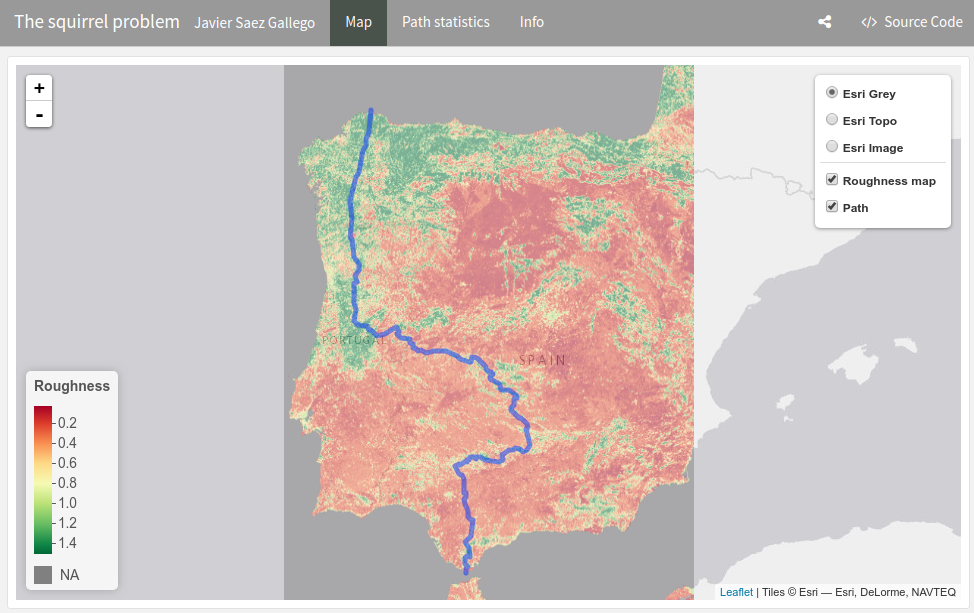 The squirrel problem Javier Saez Gallego Map Path statistics Info </> Source Code
+
-
Esri Grey
Esri Topo
Esri Image
Roughness map
Path
PORTUGAL
SPAIN
Roughness
0.2
0.4
0.6
0.8
1.0
1.2
1.4
NA
Leaflet | Tiles © Esri — Esri, DeLorme, NAVTEQ